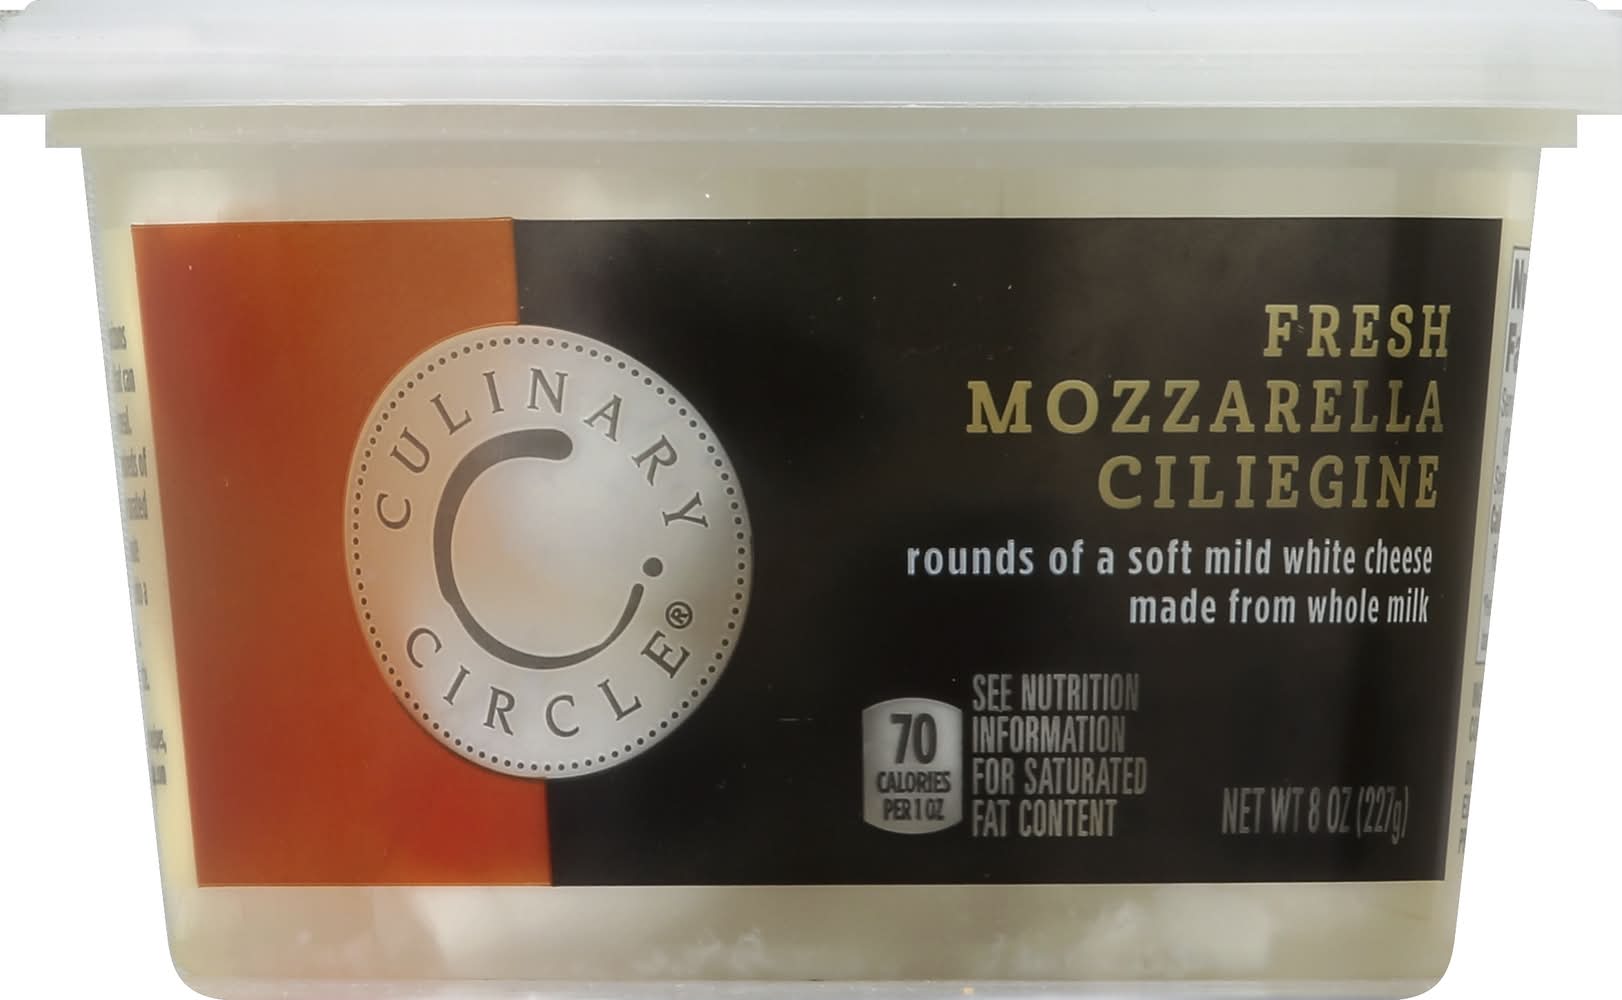 CULINARY
CIRCLE®
FRESH
MOZZARELLA
CILIEGINE
rounds of a soft mild white cheese
made from whole milk
70
CALORIES
PER 1 OZ
SEE NUTRITION
INFORMATION
FOR SATURATED
FAT CONTENT
NET WT 8 OZ (227g)